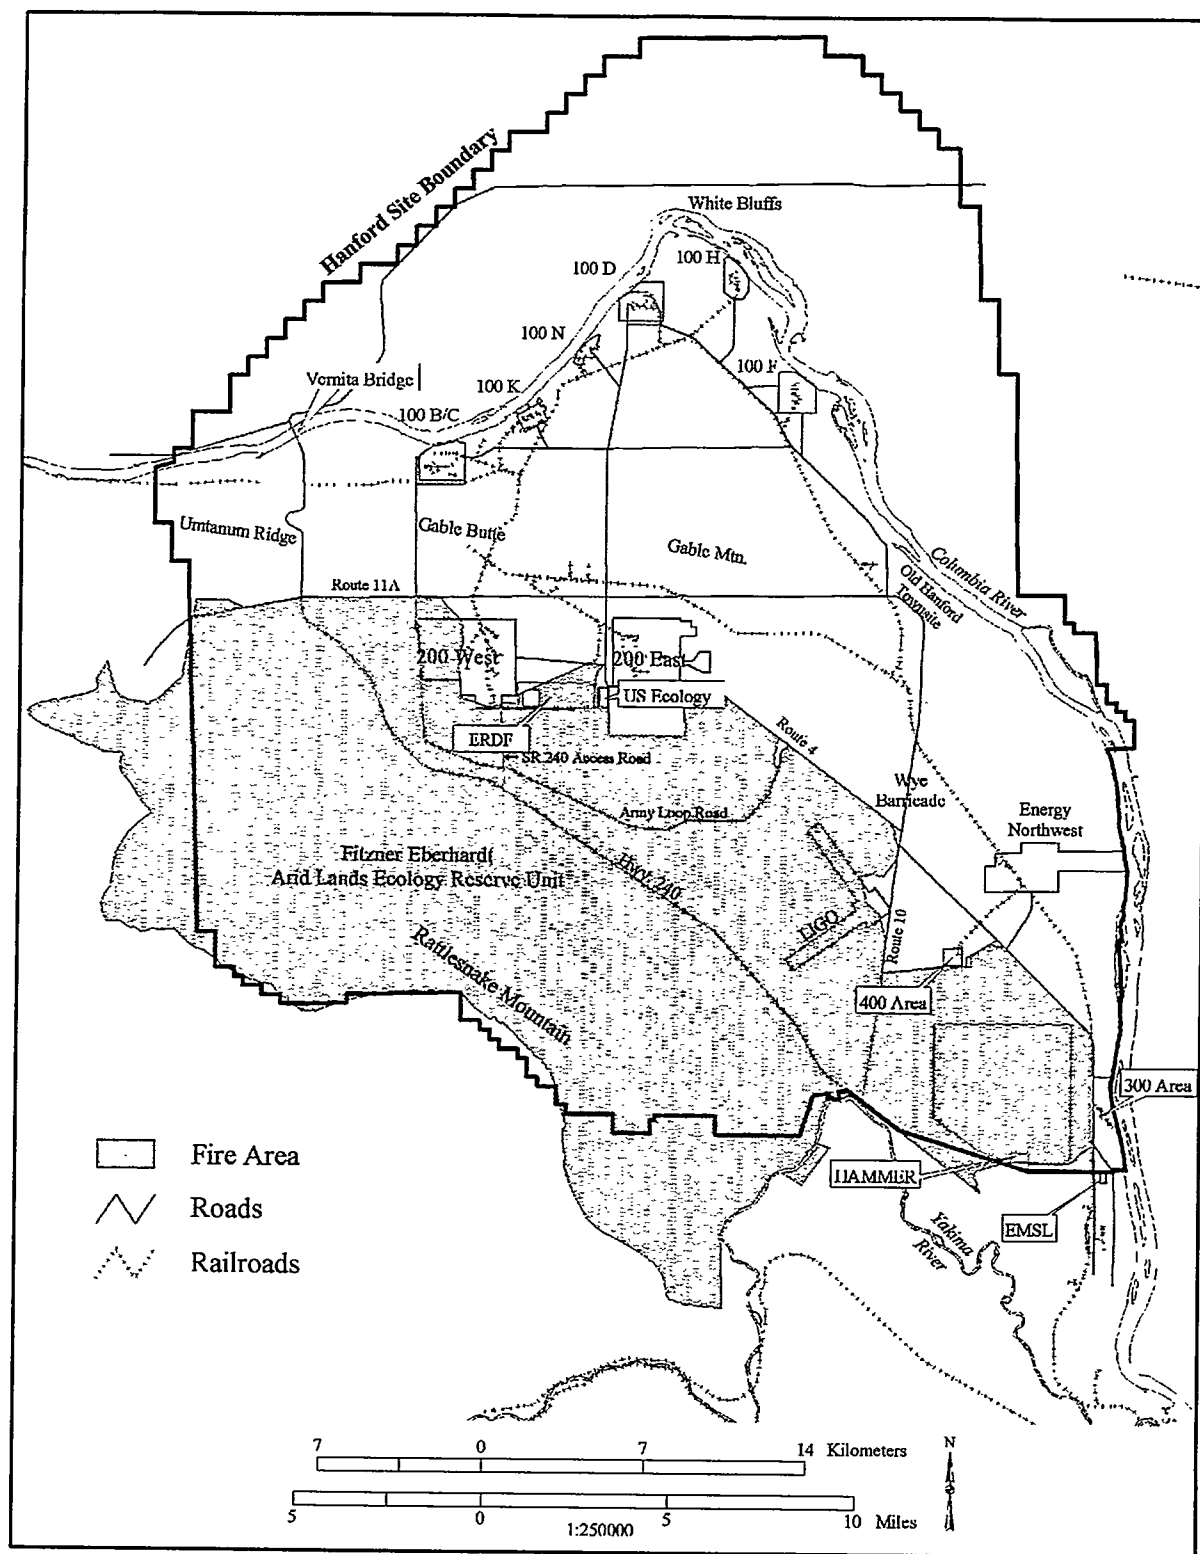 Hanford Site Boundary
White Bluffs
100 D
100 H
100 N
100 F
Vernita Bridge
100 K
100 B/C
Umtanum Ridge
Gable Butte
Gable Mtn.
Columbia River
Old Hanford
Townsite
Route 11A
200 West
200 East
US Ecology
ERDF
SR 240 Access Road
Route 4
Army Loop Road
Wye
Barricade
Energy
Northwest
Fitzner Eberhardt
Arid Lands Ecology Reserve Unit
Hwy. 240
LIGO
Route 10
Rattlesnake Mountain
400 Area
300 Area
HAMMER
EMSL
Yakima
River
Fire Area
Roads
Railroads
7 0 7 14 Kilometers
N
5 0 5 10 Miles
1:250000